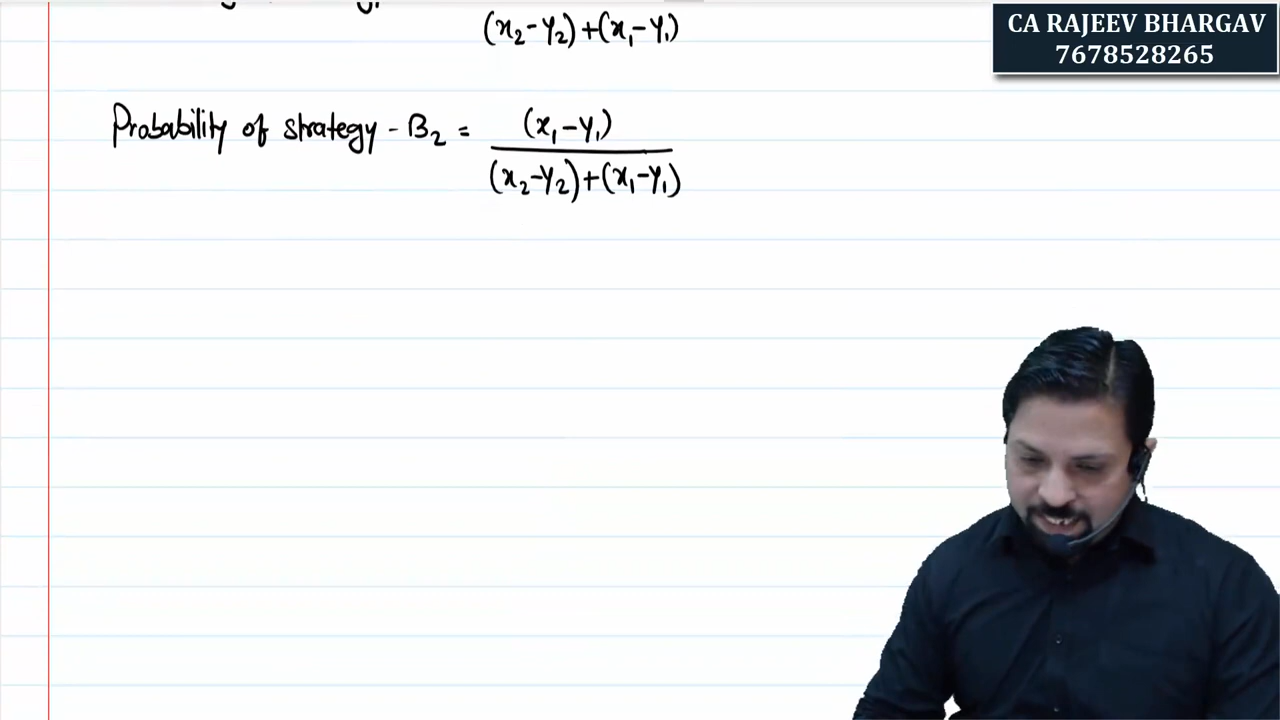 (x₂-y₂)+(x₁-y₁)
CA RAJEEV BHARGAV
7678528265
Probability of strategy - B₂ = (x₁-y₁)
(x₂-y₂)+(x₁-y₁)